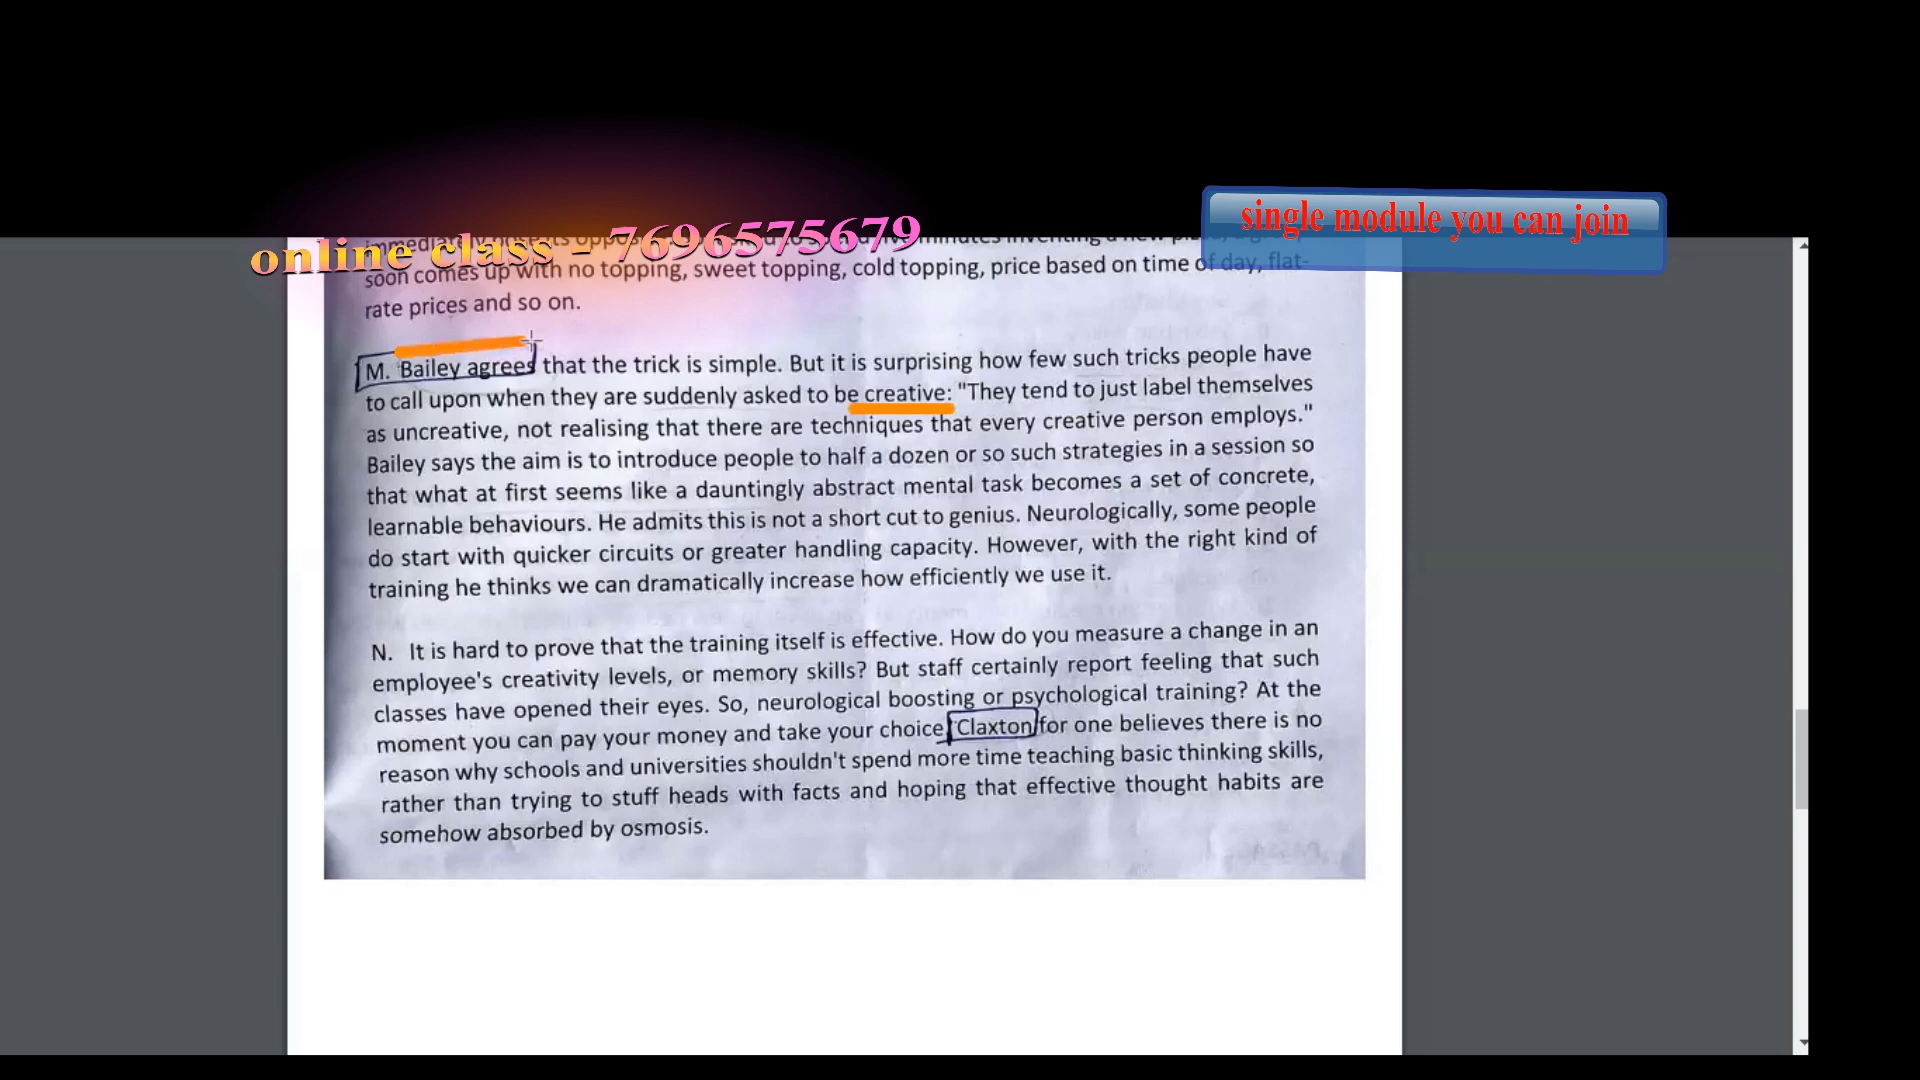 online class - 7696575679
single module you can join
soon comes up with no topping, sweet topping, cold topping, price based on time of day, flat-
rate prices and so on.
M. Bailey agrees that the trick is simple. But it is surprising how few such tricks people have
to call upon when they are suddenly asked to be creative: "They tend to just label themselves
as uncreative, not realising that there are techniques that every creative person employs."
Bailey says the aim is to introduce people to half a dozen or so such strategies in a session so
that what at first seems like a dauntingly abstract mental task becomes a set of concrete,
learnable behaviours. He admits this is not a short cut to genius. Neurologically, some people
do start with quicker circuits or greater handling capacity. However, with the right kind of
training he thinks we can dramatically increase how efficiently we use it.
N. It is hard to prove that the training itself is effective. How do you measure a change in an
employee's creativity levels, or memory skills? But staff certainly report feeling that such
classes have opened their eyes. So, neurological boosting or psychological training? At the
moment you can pay your money and take your choice Claxton for one believes there is no
reason why schools and universities shouldn't spend more time teaching basic thinking skills,
rather than trying to stuff heads with facts and hoping that effective thought habits are
somehow absorbed by osmosis.